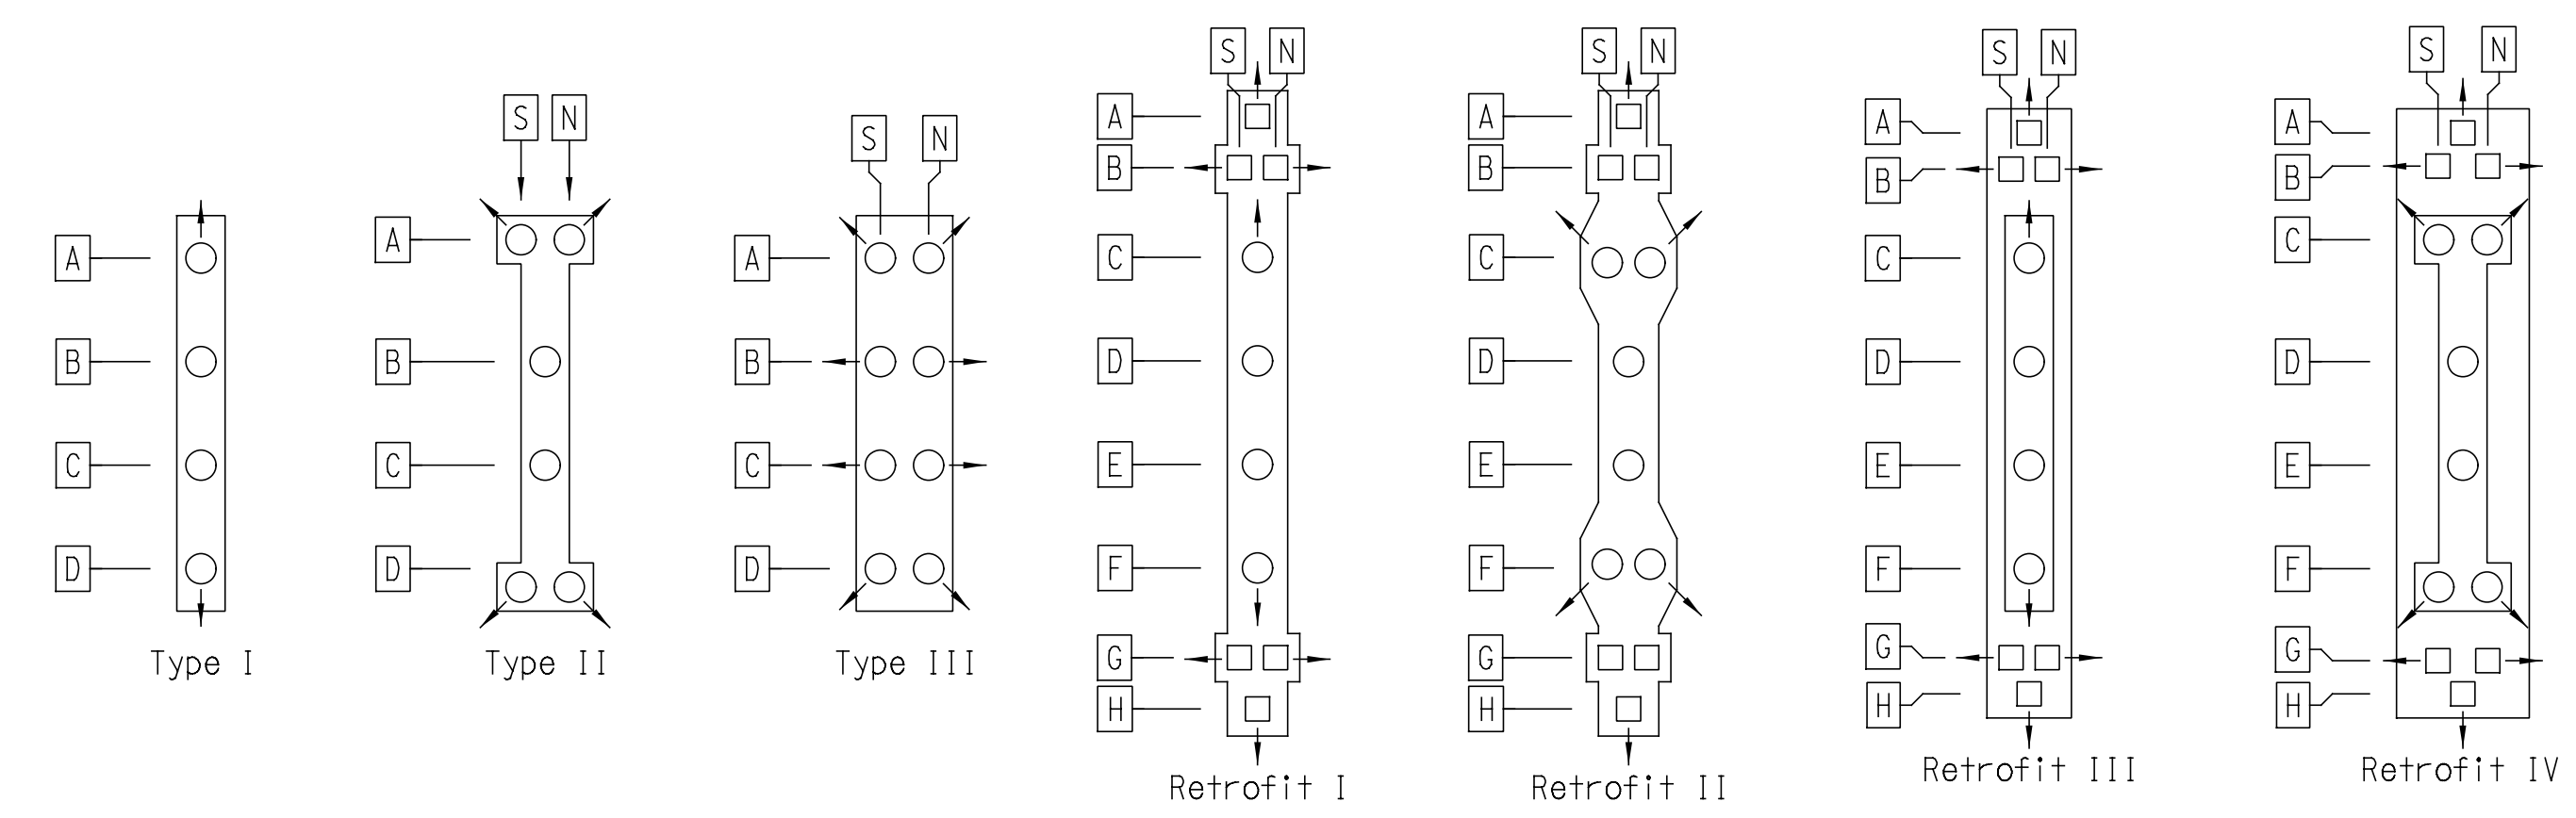 A
B
C
D
Type I
S N
A
B
C
D
Type II
S N
A
B
C
D
Type III
S N
A
B
C
D
E
F
G
H
Retrofit I
S N
A
B
C
D
E
F
G
H
Retrofit II
S N
A
B
C
D
E
F
G
H
Retrofit III
S N
A
B
C
D
E
F
G
H
Retrofit IV